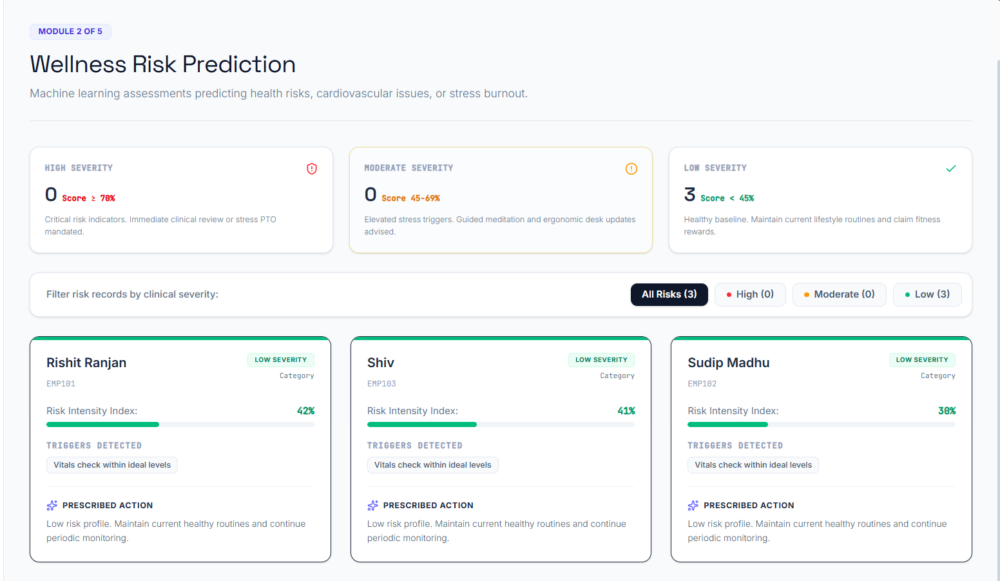 MODULE 2 OF 5
Wellness Risk Prediction
Machine learning assessments predicting health risks, cardiovascular issues, or stress burnout.
HIGH SEVERITY
0 Score ≥ 70%
Critical risk indicators. Immediate clinical review or stress PTO
mandated.
MODERATE SEVERITY
0 Score 45-69%
Elevated stress triggers. Guided meditation and ergonomic desk updates
advised.
LOW SEVERITY
3 Score < 45%
Healthy baseline. Maintain current lifestyle routines and claim fitness
rewards.
Filter risk records by clinical severity:
All Risks (3)
High (0)
Moderate (0)
Low (3)
Rishit Ranjan
LOW SEVERITY
EMP101
Category
Risk Intensity Index: 42%
TRIGGERS DETECTED
Vitals check within ideal levels
PRESCRIBED ACTION
Low risk profile. Maintain current healthy routines and continue
periodic monitoring.
Shiv
LOW SEVERITY
EMP103
Category
Risk Intensity Index: 41%
TRIGGERS DETECTED
Vitals check within ideal levels
PRESCRIBED ACTION
Low risk profile. Maintain current healthy routines and continue
periodic monitoring.
Sudip Madhu
LOW SEVERITY
EMP102
Category
Risk Intensity Index: 30%
TRIGGERS DETECTED
Vitals check within ideal levels
PRESCRIBED ACTION
Low risk profile. Maintain current healthy routines and continue
periodic monitoring.